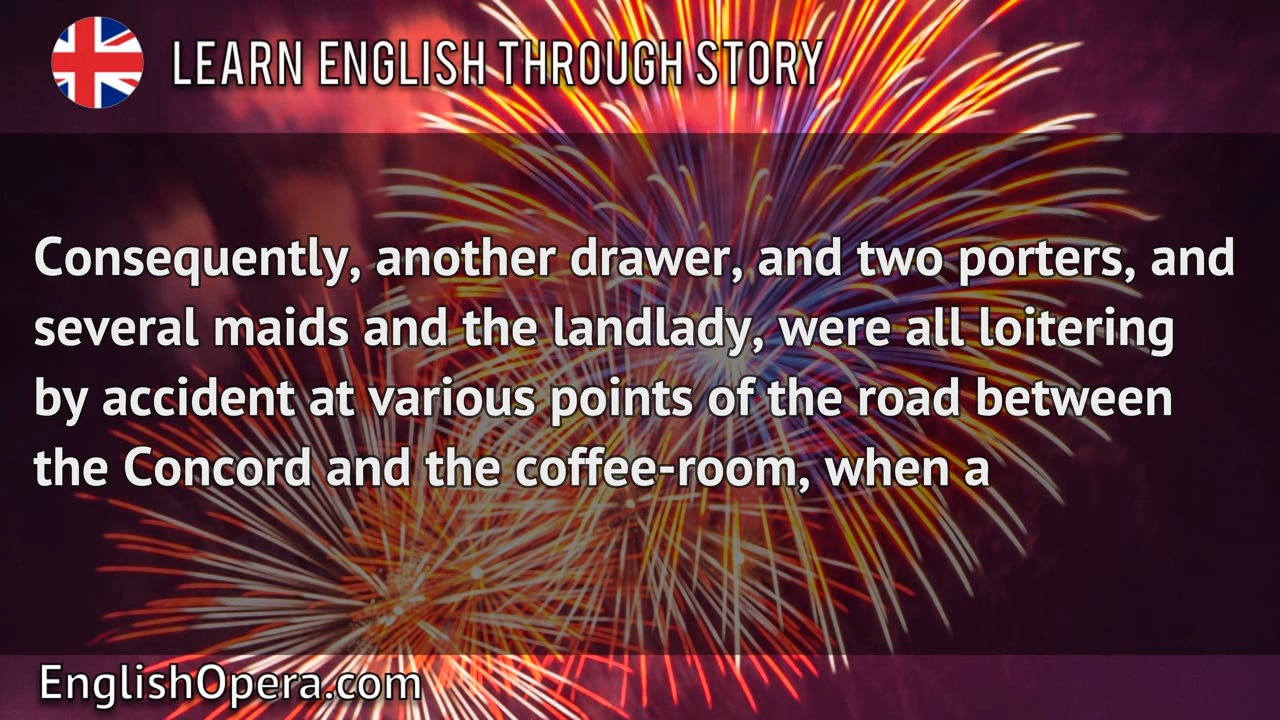 LEARN ENGLISH THROUGH STORY
Consequently, another drawer, and two porters, and
several maids and the landlady, were all loitering
by accident at various points of the road between
the Concord and the coffee-room, when a
EnglishOpera.com